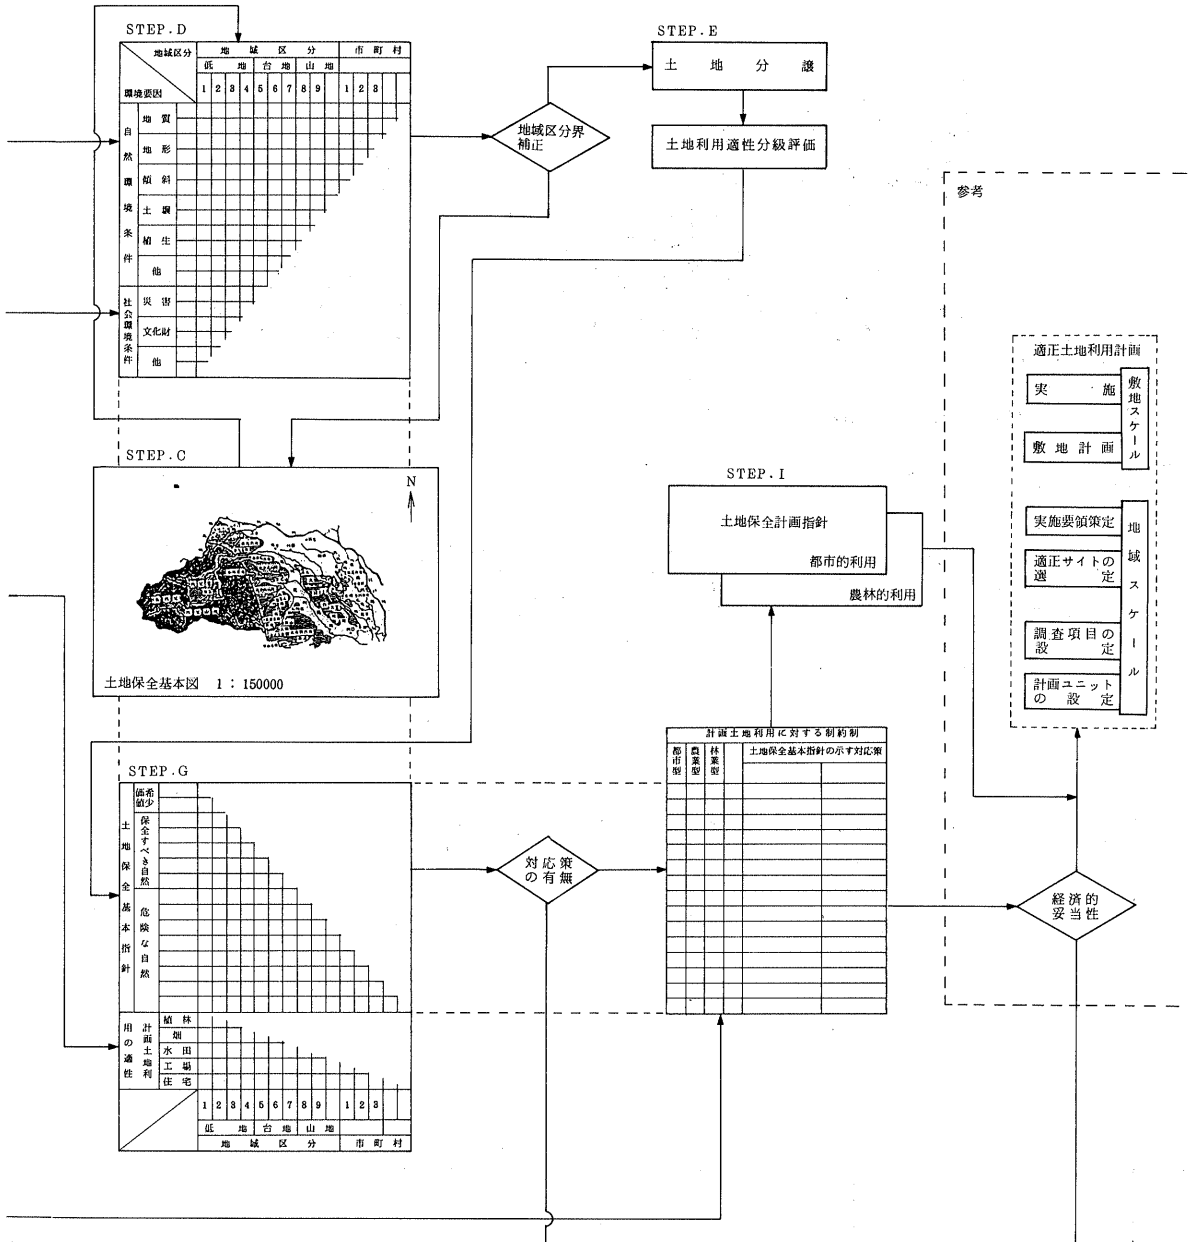 STEP.D
地域区分
環境要因
地域区分
市町村
低地
台地
山地
1 2 3 4 5 6 7 8 9 1 2 3
自然環境条件
地質
地形
傾斜
土壌
植生
他
社会環境条件
災害
文化財
他
地域区分界
補正
STEP.E
土地分譲
土地利用適性分級評価
STEP.C
N
土地保全基本図 1:150000
STEP.G
土地保全基本指針
希少
価値
保全すべき自然
危険な自然
計画土地利
用の適性
植林
畑
水田
工場
住宅
1 2 3 4 5 6 7 8 9 1 2 3
低地
台地
山地
地域区分
市町村
対応策
の有無
STEP.I
土地保全計画指針
都市的利用
農林的利用
計画土地利用に対する制約制
都市型
農業型
林業型
土地保全基本指針の示す対応策
経済的
妥当性
参考
適正土地利用計画
実施
敷地計画
敷地スケール
実施要領策定
適正サイトの
選定
調査項目の
設定
計画ユニット
の設定
地域スケール